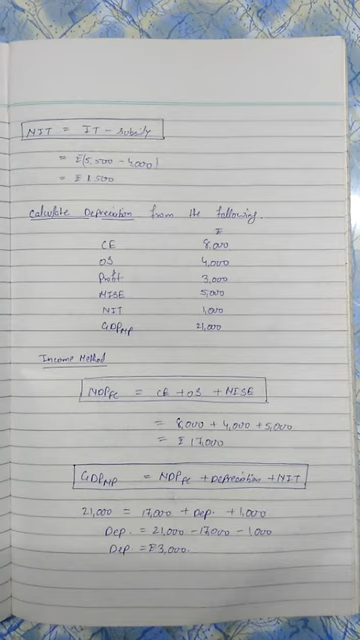 NIT = IT - Subsidy
= ₹(5,500 - 4,000)
= ₹1,500
Calculate Depreciation from the following.
₹
CE 8,000
OS 4,000
Profit 3,000
MISE 5,000
NIT 1,000
GDPMP 21,000
Income Method
NDPFC = CE + OS + MISE
= 8,000 + 4,000 + 5,000
= ₹17,000
GDPMP = NDPFC + Depreciation + NIT
21,000 = 17,000 + Dep. + 1,000
Dep. = 21,000 - 17,000 - 1,000
Dep = ₹3,000.